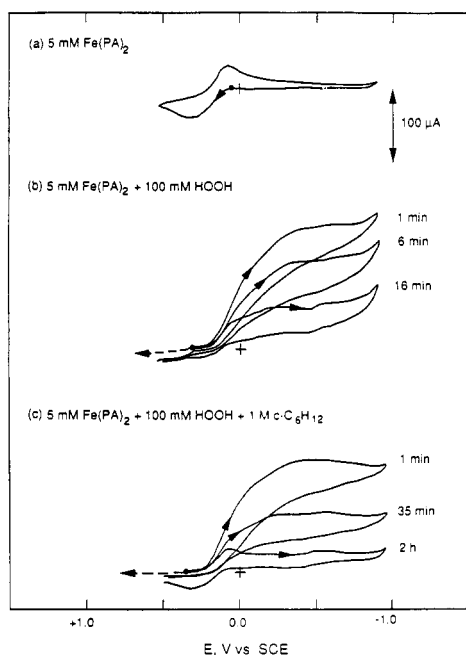 (a) 5 mM Fe(PA)₂
100 µA
(b) 5 mM Fe(PA)₂ + 100 mM HOOH
1 min
6 min
16 min
(c) 5 mM Fe(PA)₂ + 100 mM HOOH + 1 M c-C₆H₁₂
1 min
35 min
2 h
+1.0 0.0 -1.0
E, V vs SCE